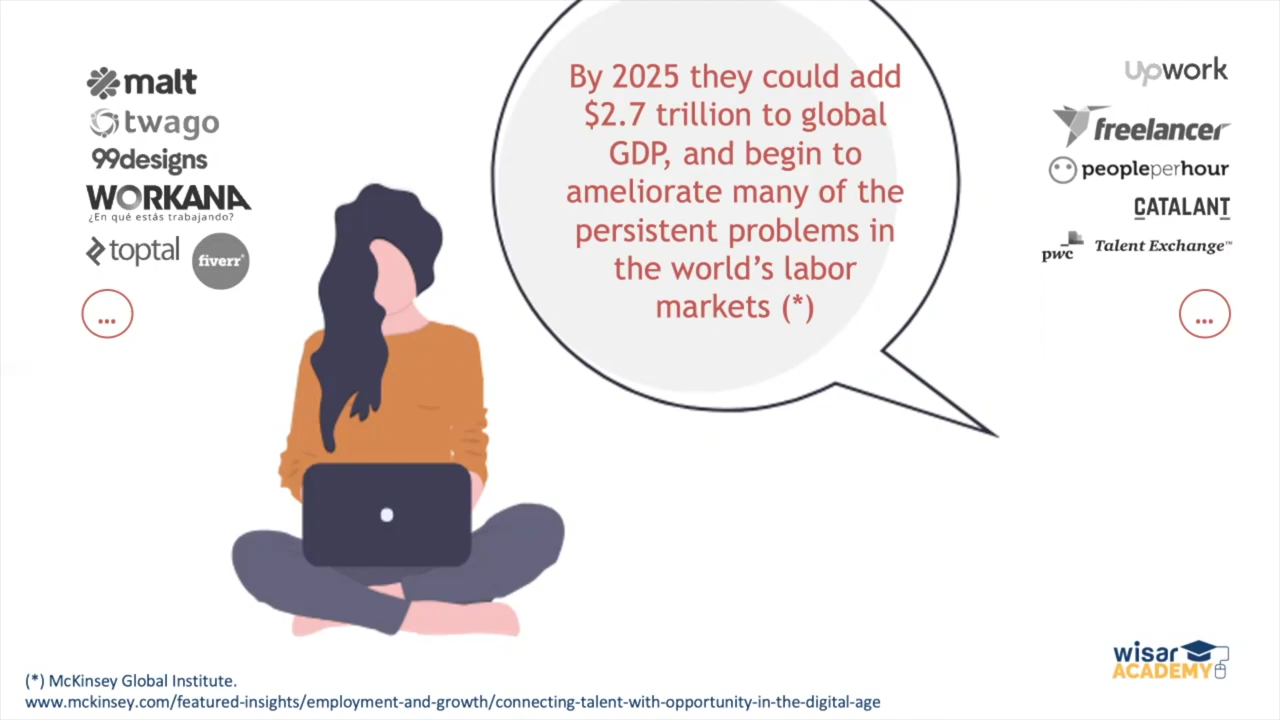 malt
twago
99designs
WORKANA
¿En qué estás trabajando?
toptal
fiverr
...
By 2025 they could add
$2.7 trillion to global
GDP, and begin to
ameliorate many of the
persistent problems in
the world's labor
markets (*)
upwork
freelancer
peopleperhour
CATALANT
pwc Talent Exchange™
...
(*) McKinsey Global Institute.
www.mckinsey.com/featured-insights/employment-and-growth/connecting-talent-with-opportunity-in-the-digital-age
wisar
ACADEMY